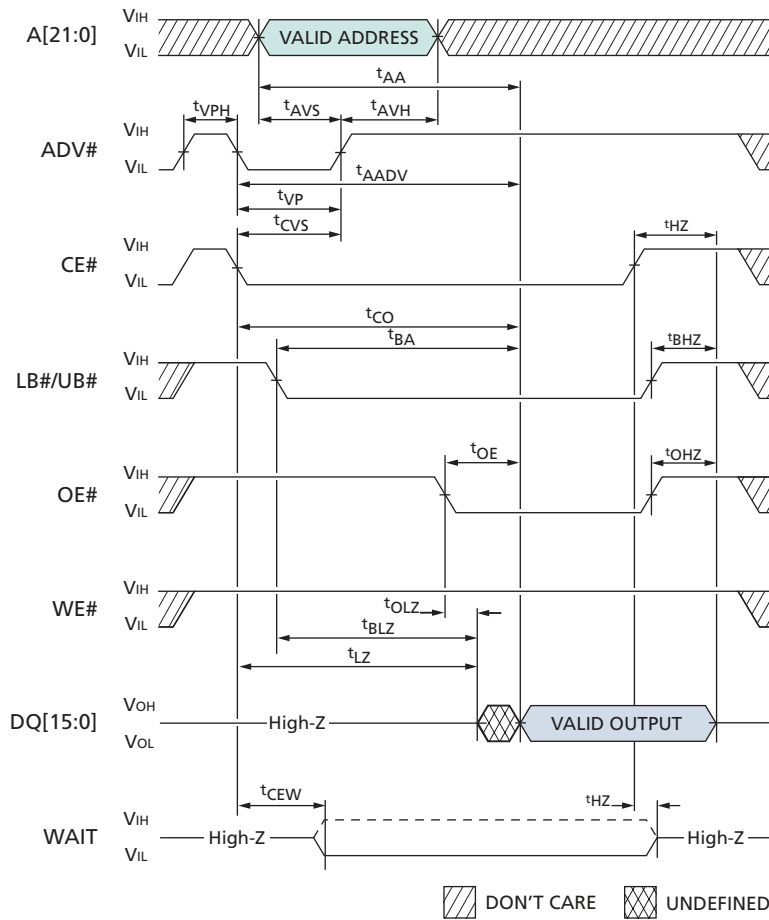 A[21:0]
VIH
VIL
VALID ADDRESS
tAA
tVPH
tAVS
tAVH
ADV#
VIH
VIL
tAADV
tVP
tCVS
CE#
VIH
VIL
tHZ
tCO
tBA
tBHZ
LB#/UB#
VIH
VIL
tOE
tOHZ
OE#
VIH
VIL
WE#
VIH
VIL
tOLZ
tBLZ
tLZ
DQ[15:0]
VOH
VOL
High-Z
VALID OUTPUT
tCEW
tHZ
WAIT
VIH
VIL
High-Z
High-Z
DON'T CARE
UNDEFINED